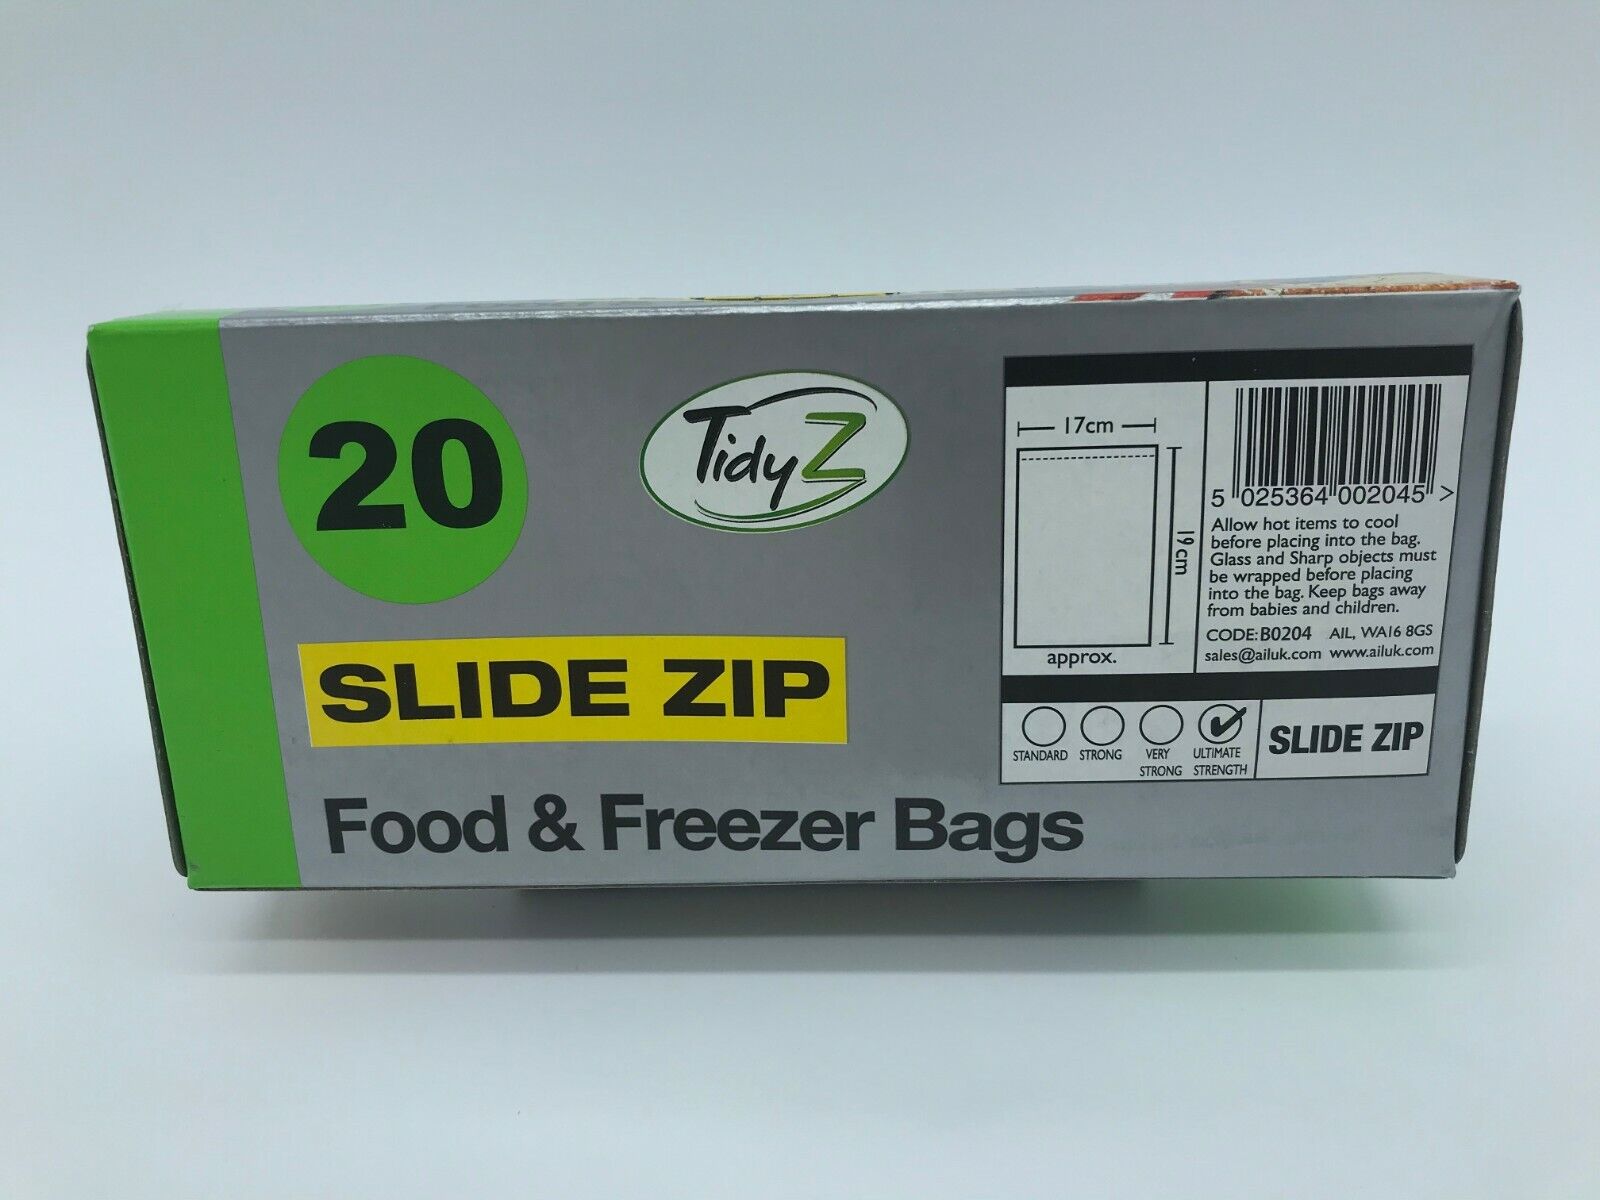 20
TidyZ
SLIDE ZIP
Food & Freezer Bags
17cm
19cm
approx.
5 025364 002045 >
Allow hot items to cool
before placing into the bag.
Glass and Sharp objects must
be wrapped before placing
into the bag. Keep bags away
from babies and children.
CODE: B0204 AIL, WA16 8GS
sales@ailuk.com www.ailuk.com
STANDARD STRONG VERY STRONG ULTIMATE STRENGTH
SLIDE ZIP